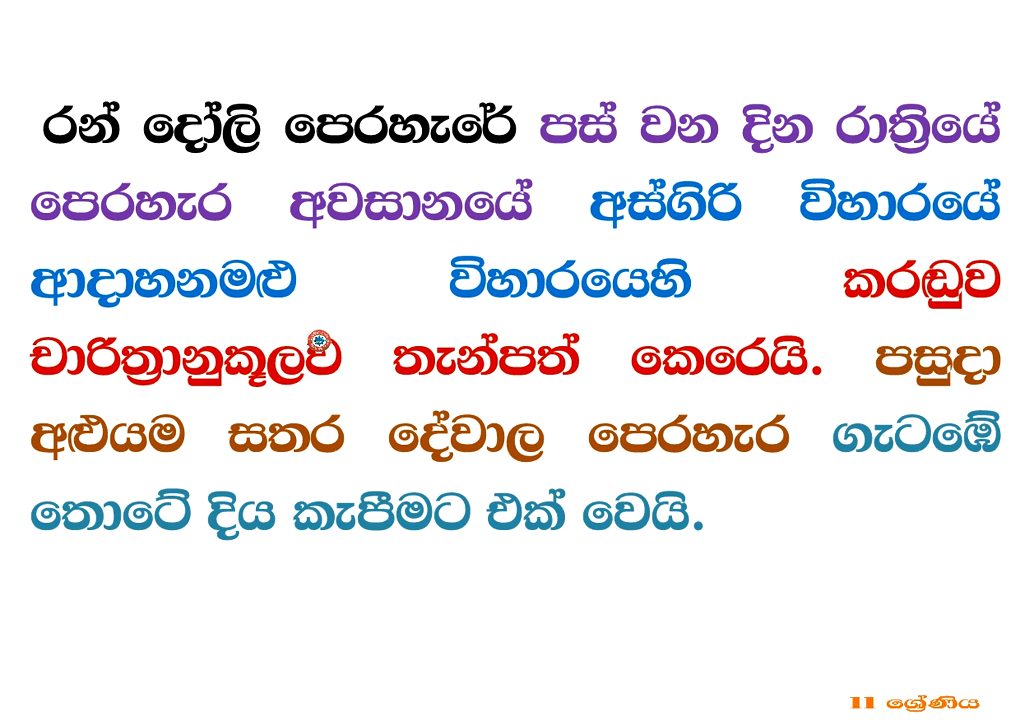 රන් දෝලි පෙරහැරේ පස් වන දින රාත්‍රියේ
පෙරහැර අවසානයේ අස්ගිරි විහාරයේ
ආදාහනමළු විහාරයෙහි කරඬුව
චාරිත්‍රානුකූලව තැන්පත් කෙරෙයි. පසුදා
අළුයම සතර දේවාල පෙරහැර ගැටඹේ
තොටේ දිය කැපීමට එක් වෙයි.
11 ශ්‍රේණිය